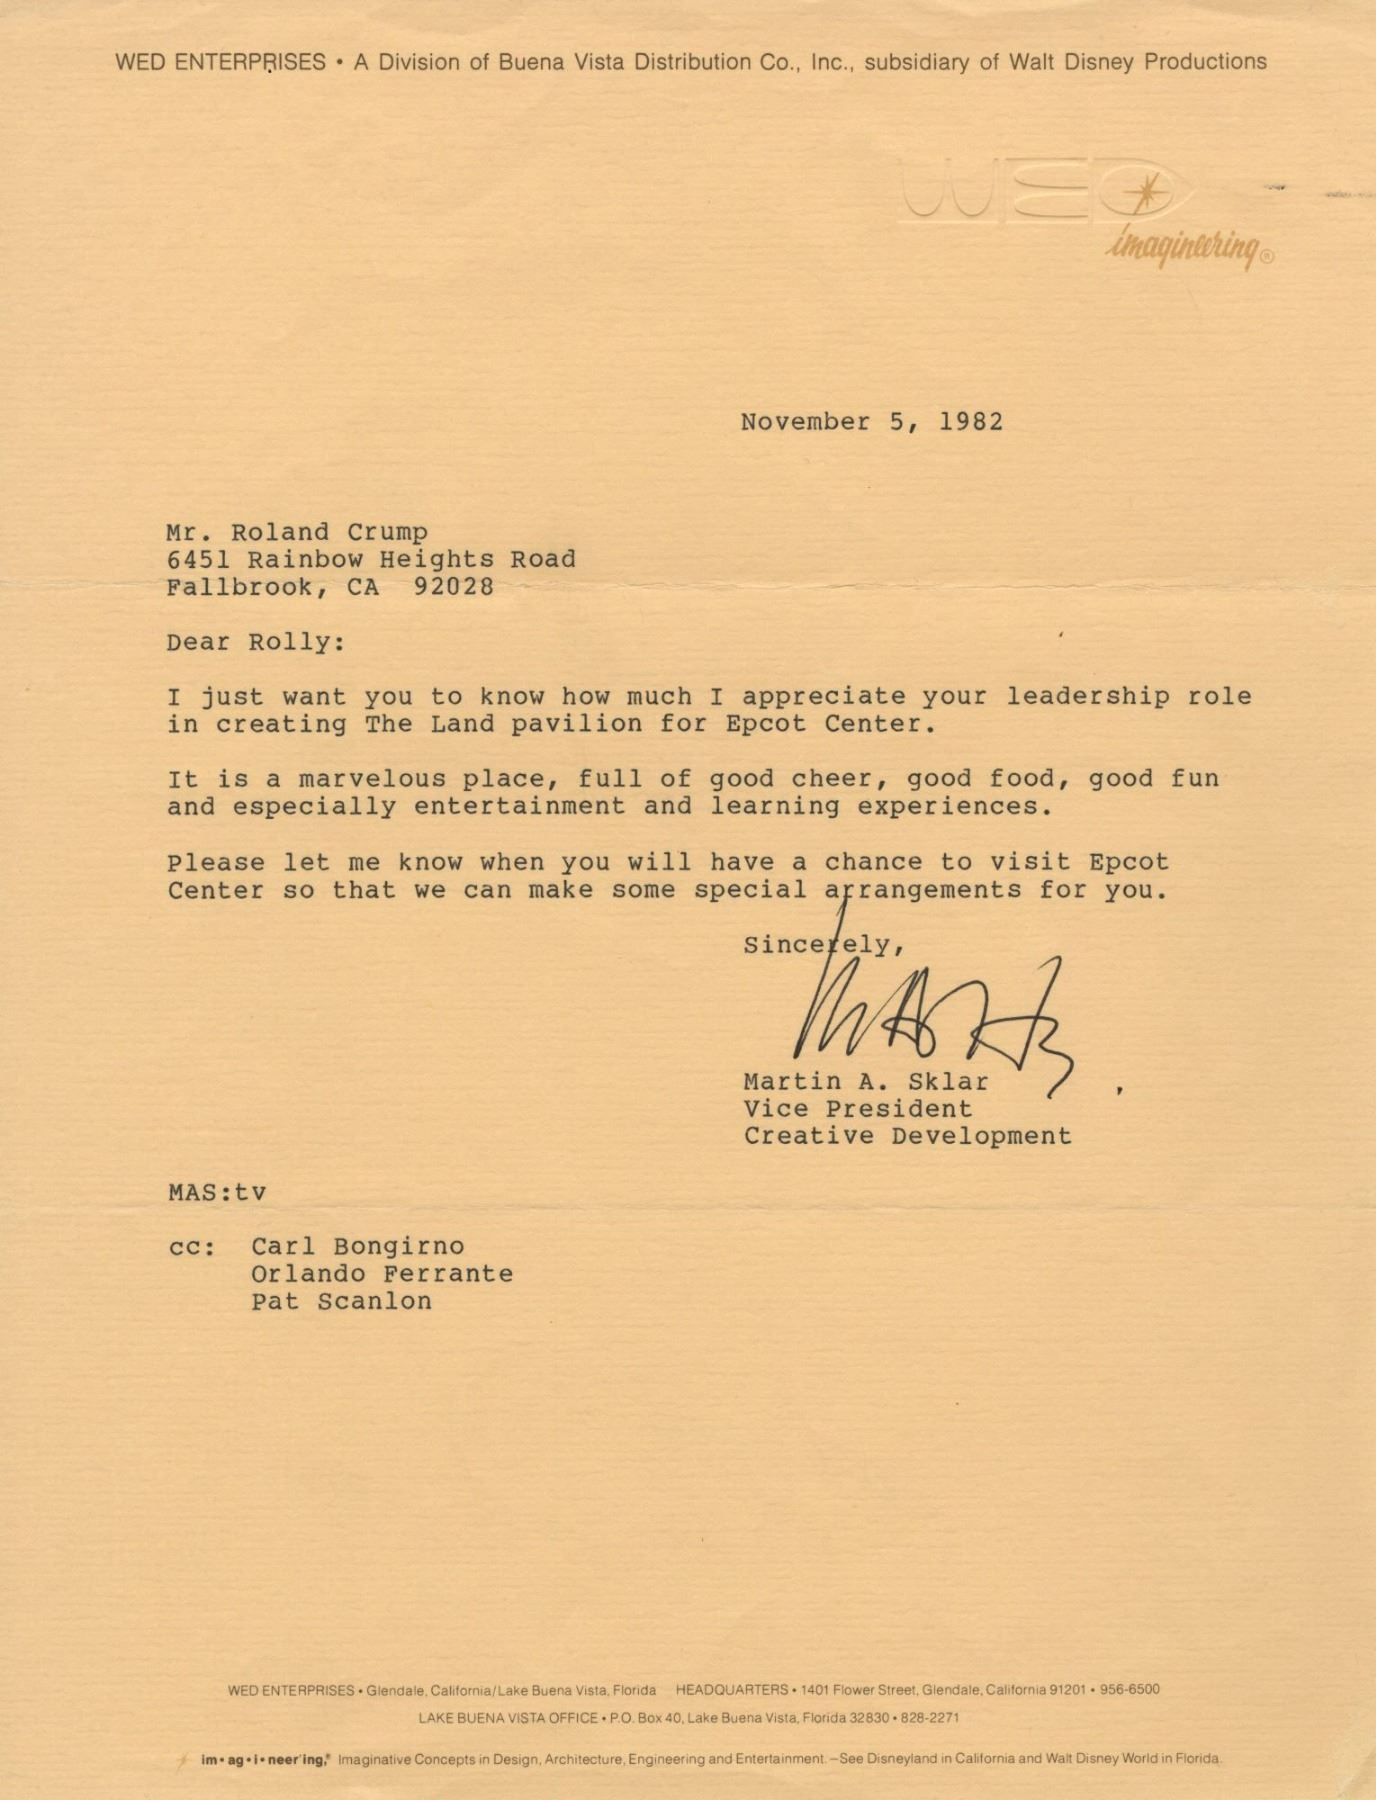 WED ENTERPRISES • A Division of Buena Vista Distribution Co., Inc., subsidiary of Walt Disney Productions
WED
imagineering®
November 5, 1982
Mr. Roland Crump
6451 Rainbow Heights Road
Fallbrook, CA 92028
Dear Rolly:
I just want you to know how much I appreciate your leadership role
in creating The Land pavilion for Epcot Center.
It is a marvelous place, full of good cheer, good food, good fun
and especially entertainment and learning experiences.
Please let me know when you will have a chance to visit Epcot
Center so that we can make some special arrangements for you.
Sincerely,
Marty
Martin A. Sklar
Vice President
Creative Development
MAS:tv
cc: Carl Bongirno
Orlando Ferrante
Pat Scanlon
WED ENTERPRISES • Glendale, California/Lake Buena Vista, Florida HEADQUARTERS • 1401 Flower Street, Glendale, California 91201 • 956-6500
LAKE BUENA VISTA OFFICE • P.O. Box 40, Lake Buena Vista, Florida 32830 • 828-2271
im•ag•i•neer'ing,® Imaginative Concepts in Design, Architecture, Engineering and Entertainment.—See Disneyland in California and Walt Disney World in Florida.